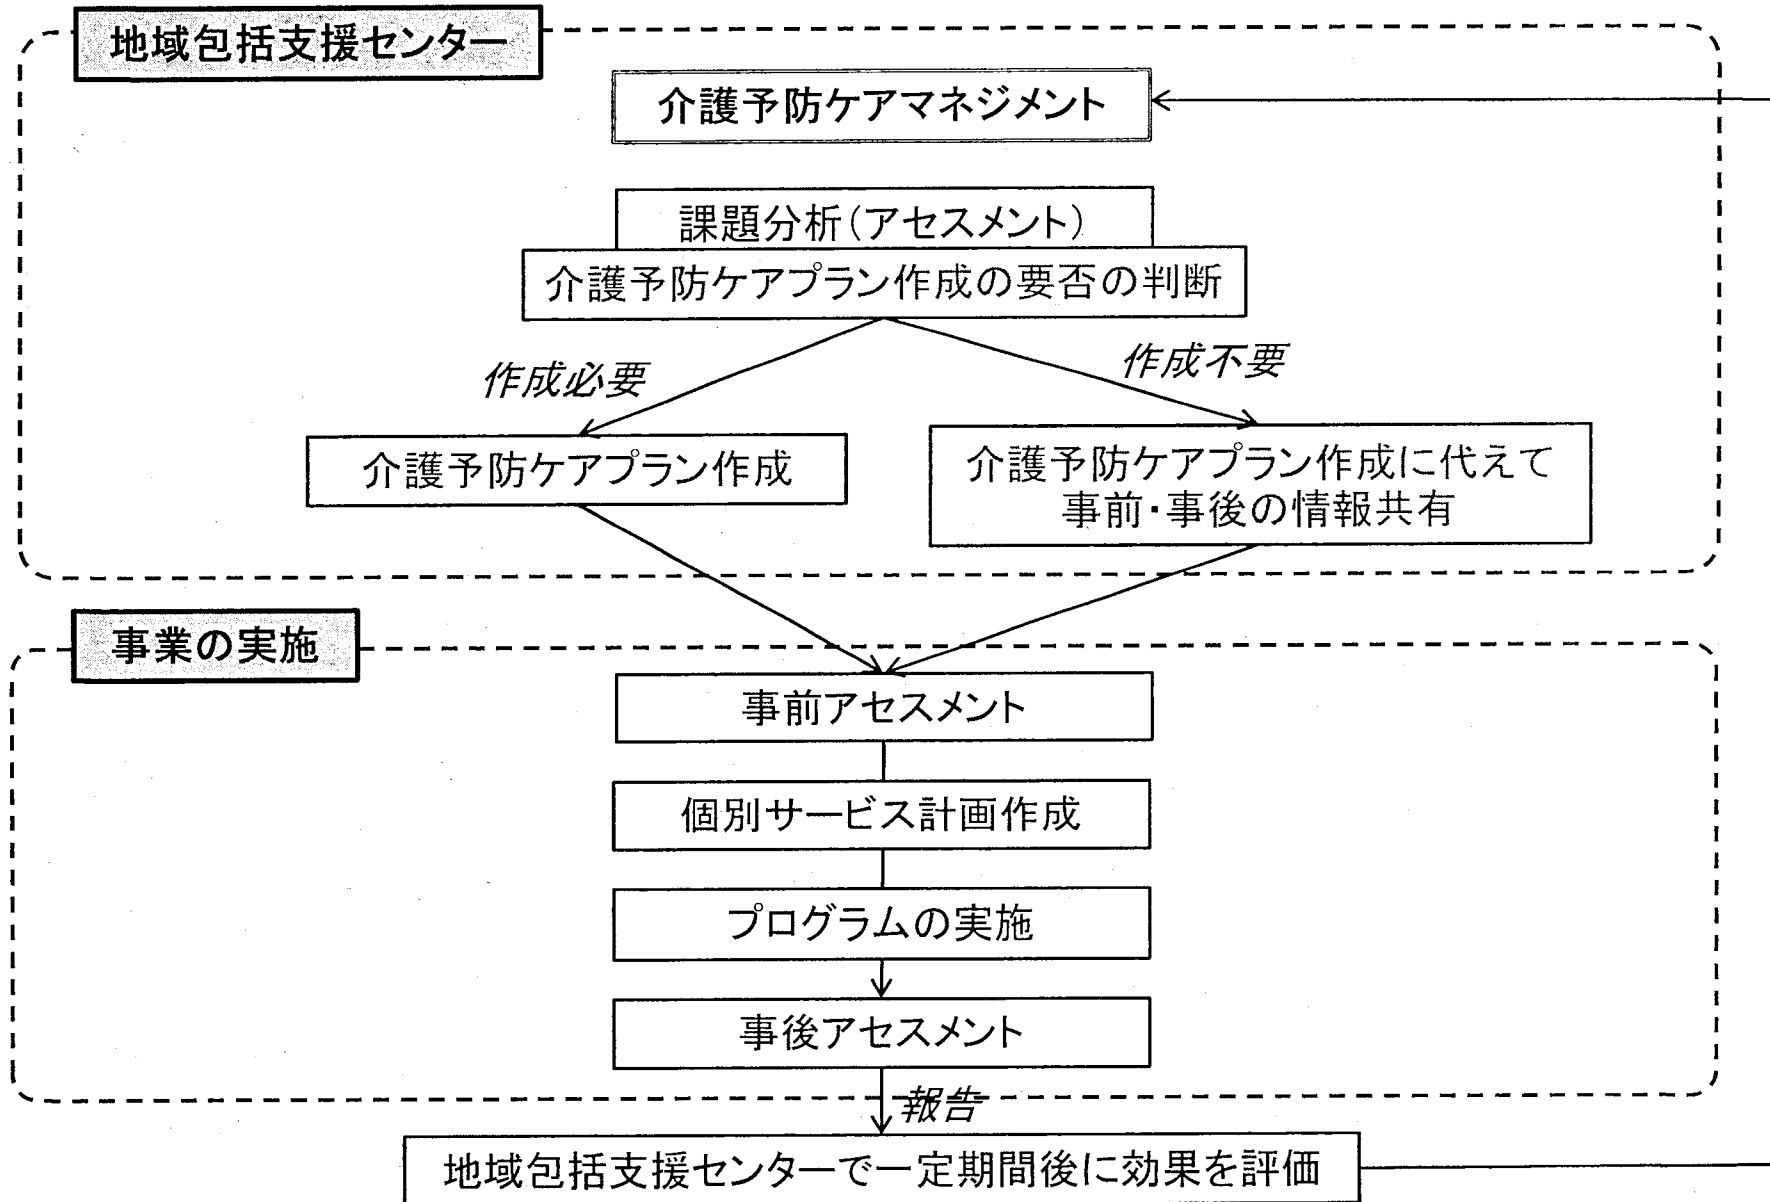 地域包括支援センター
介護予防ケアマネジメント
課題分析（アセスメント）
介護予防ケアプラン作成の要否の判断
作成必要
作成不要
介護予防ケアプラン作成
介護予防ケアプラン作成に代えて
事前・事後の情報共有
事業の実施
事前アセスメント
個別サービス計画作成
プログラムの実施
事後アセスメント
報告
地域包括支援センターで一定期間後に効果を評価